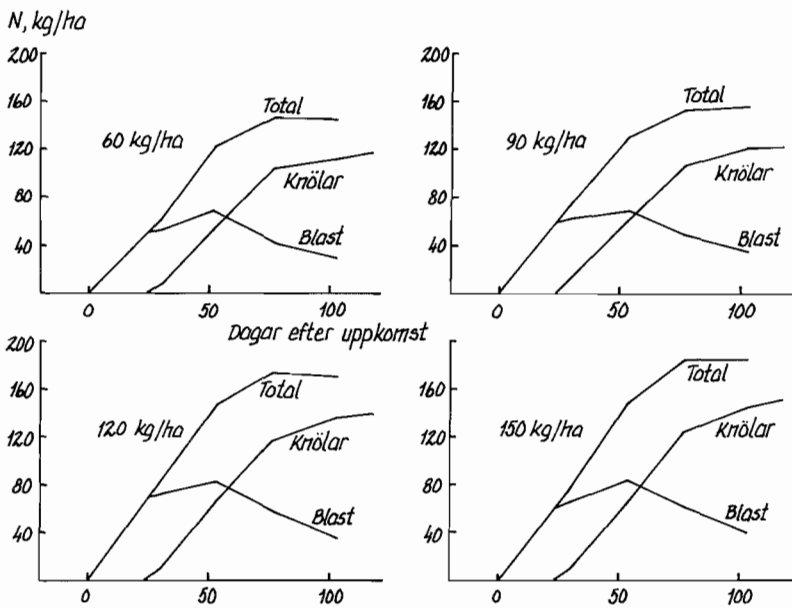 N, kg/ha
200
160
120
80
40
60 kg/ha
Total
Knölar
Blast
0 50 100
200
160
120
80
40
90 kg/ha
Total
Knölar
Blast
0 50 100
Dagar efter uppkomst
200
160
120
80
40
120 kg/ha
Total
Knölar
Blast
0 50 100
160
120
80
40
150 kg/ha
Total
Knölar
Blast
0 50 100